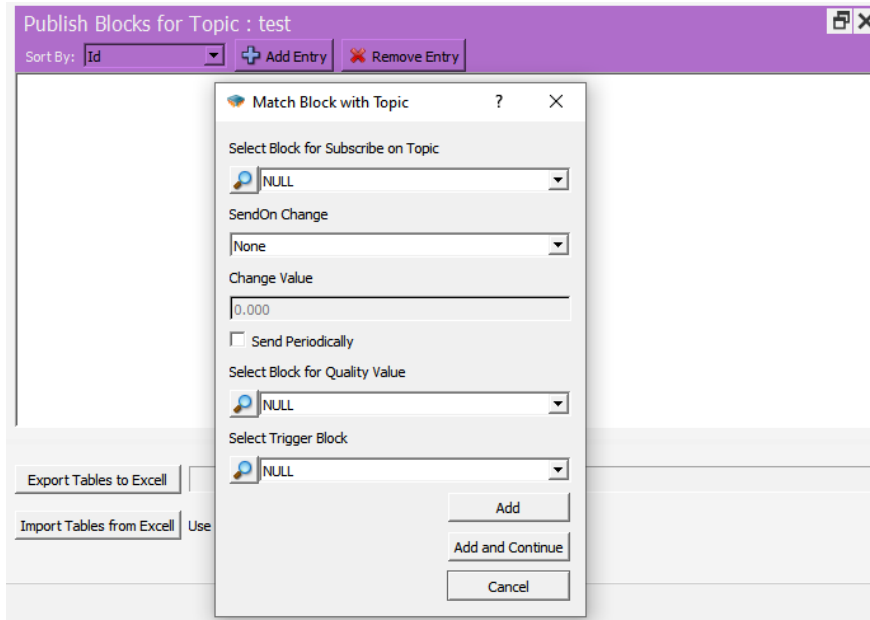 Publish Blocks for Topic : test
Sort By: Id Add Entry Remove Entry
Match Block with Topic ?
Select Block for Subscribe on Topic
NULL
SendOn Change
None
Change Value
0.000
Send Periodically
Select Block for Quality Value
NULL
Select Trigger Block
NULL
Export Tables to Excell
Add
Import Tables from Excell Use
Add and Continue
Cancel